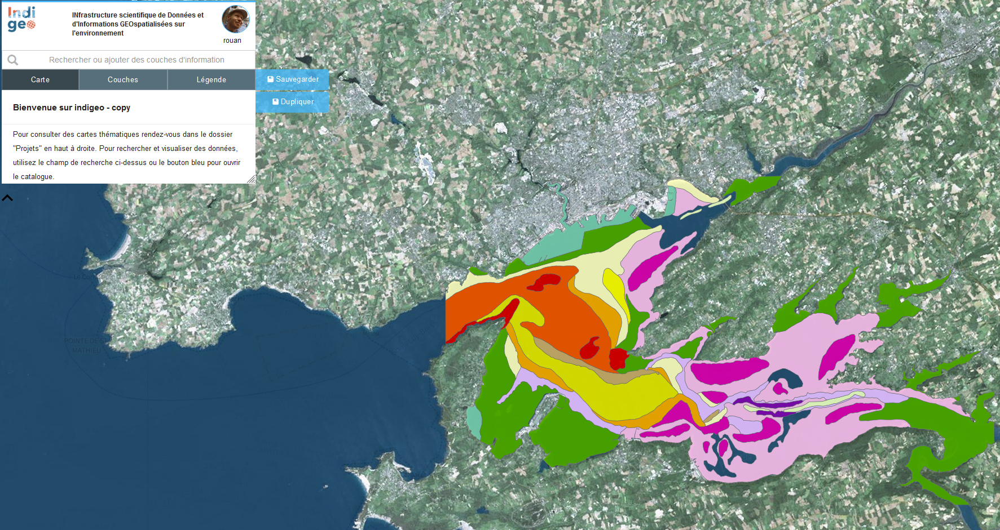 Indi
geo
INfrastructure scientifique de Données et
d'Informations GEOspatialisées sur
l'environnement
rouan
Rechercher ou ajouter des couches d'information
Carte
Couches
Légende
Sauvegarder
Dupliquer
Bienvenue sur indigeo - copy
Pour consulter des cartes thématiques rendez-vous dans le dossier
"Projets" en haut à droite. Pour rechercher et visualiser des données,
utilisez le champ de recherche ci-dessus ou le bouton bleu pour ouvrir
le catalogue.
POINTE DE S
MATHIEU